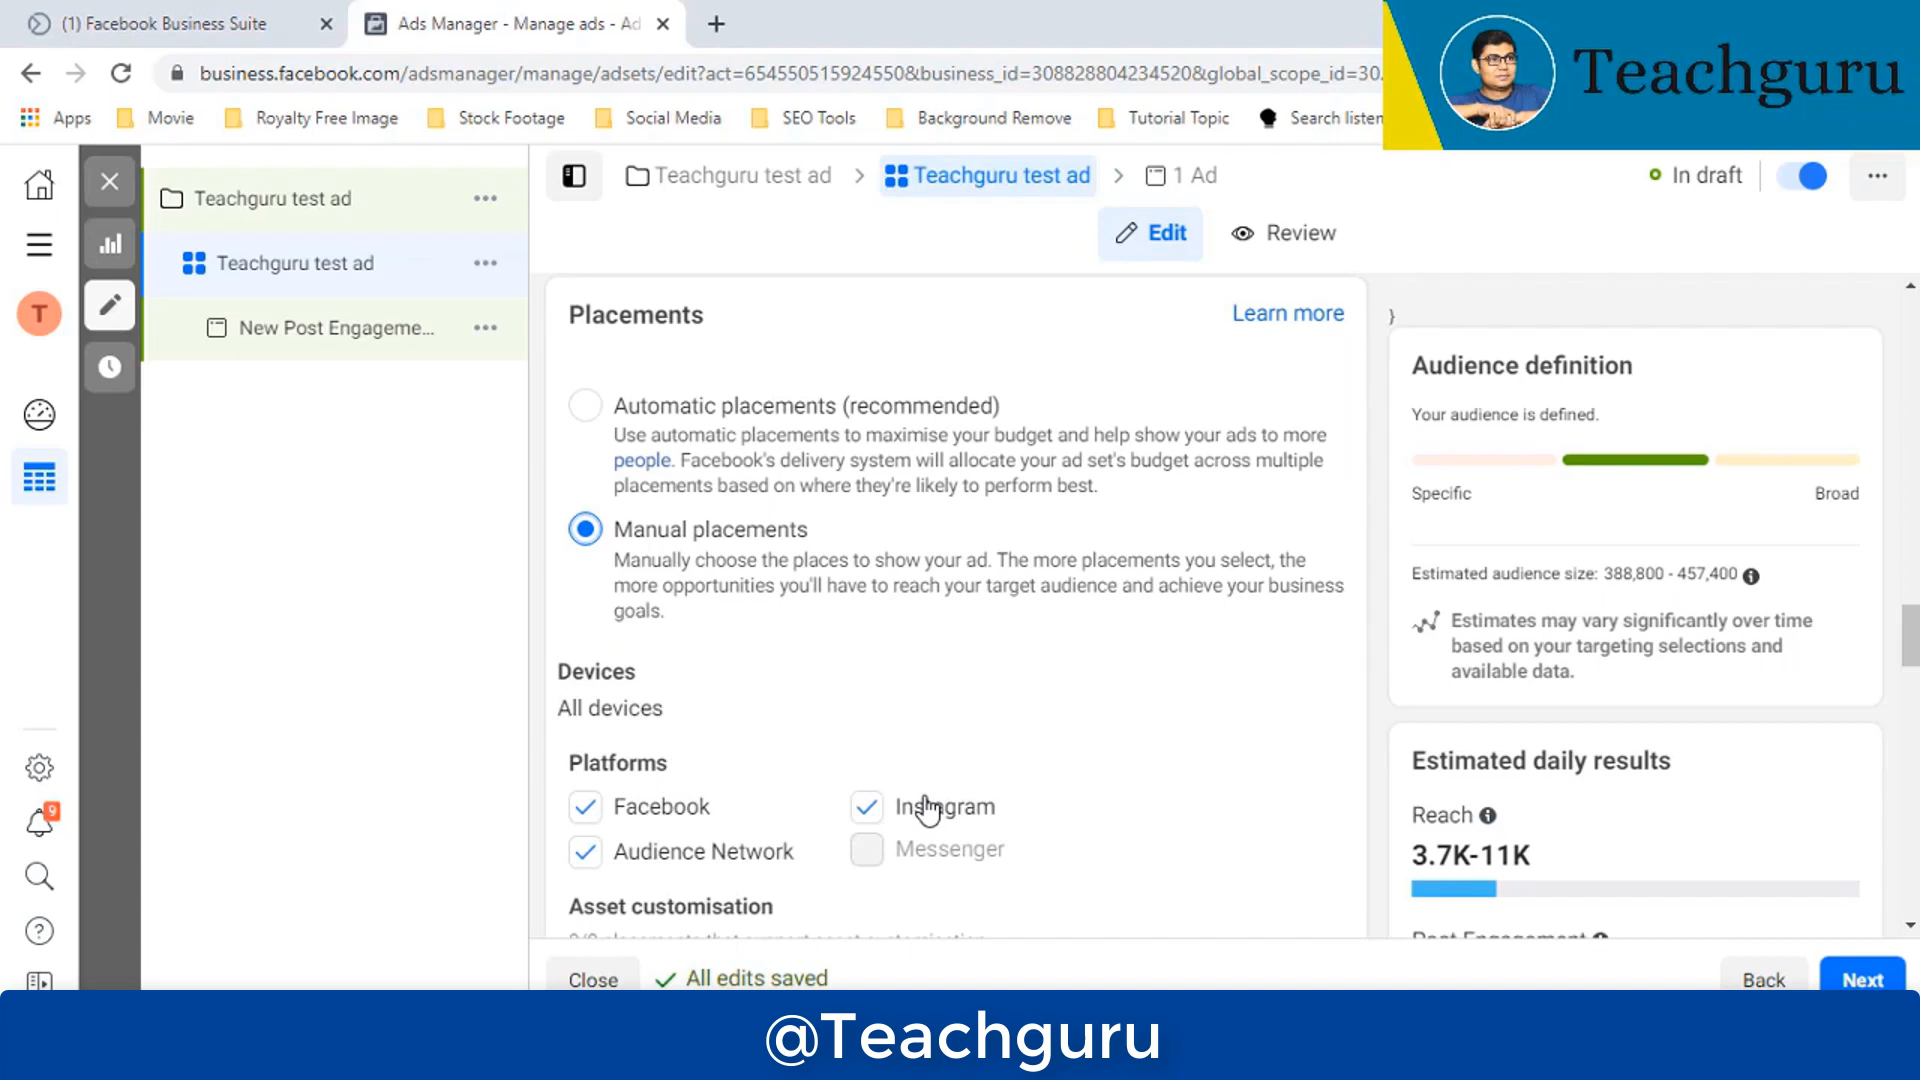 (1) Facebook Business Suite
Ads Manager - Manage ads - Ad
business.facebook.com/adsmanager/manage/adsets/edit?act=654550515924550&business_id=308828804234520&global_scope_id=30
Teachguru
Apps
Movie
Royalty Free Image
Stock Footage
Social Media
SEO Tools
Background Remove
Tutorial Topic
Search listen
Teachguru test ad
Teachguru test ad
New Post Engageme...
T
9
Teachguru test ad > Teachguru test ad > 1 Ad
In draft
Edit
Review
Placements
Learn more
Automatic placements (recommended)
Use automatic placements to maximise your budget and help show your ads to more
people. Facebook's delivery system will allocate your ad set's budget across multiple
placements based on where they're likely to perform best.
Manual placements
Manually choose the places to show your ad. The more placements you select, the
more opportunities you'll have to reach your target audience and achieve your business
goals.
Devices
All devices
Platforms
Facebook
Instagram
Audience Network
Messenger
Asset customisation
}
Audience definition
Your audience is defined.
Specific
Broad
Estimated audience size: 388,800 - 457,400
Estimates may vary significantly over time
based on your targeting selections and
available data.
Estimated daily results
Reach
3.7K-11K
Post Engagement
Close
All edits saved
Back
Next
@Teachguru